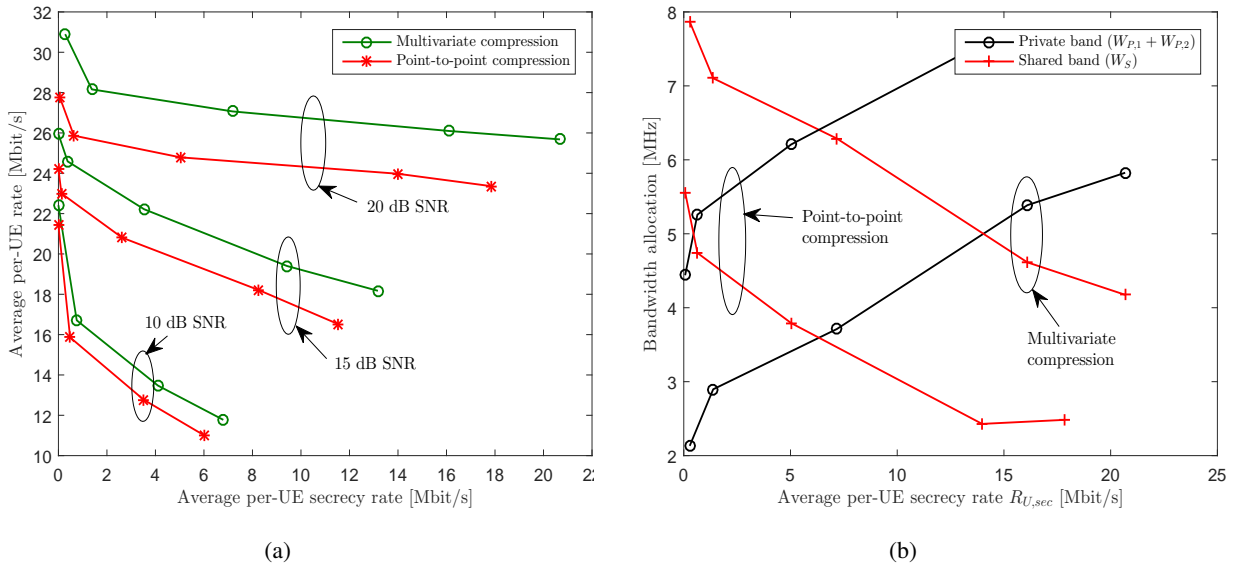 32
30
28
26
24
22
20
18
16
14
12
10
Average per-UE rate [Mbit/s]
Multivariate compression
Point-to-point compression
20 dB SNR
15 dB SNR
10 dB SNR
0 2 4 6 8 10 12 14 16 18 20 22
Average per-UE secrecy rate [Mbit/s]
(a)
8
7
6
5
4
3
2
Bandwidth allocation [MHz]
Private band (W_{P,1} + W_{P,2})
Shared band (W_S)
Point-to-point
compression
Multivariate
compression
0 5 10 15 20 25
Average per-UE secrecy rate R_{U,sec} [Mbit/s]
(b)